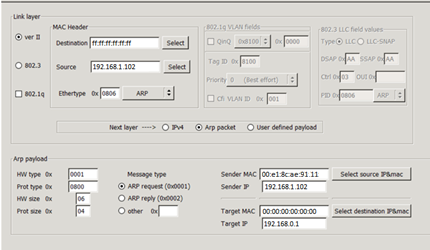 Link layer
ver II
802.3
802.1q
MAC Header
Destination ff:ff:ff:ff:ff:ff Select
Source 192.168.1.102 Select
Ethertype 0x 0806 ARP
802.1q VLAN fields
QinQ 0x8100 0x 0000
Tag ID 0x 8100
Priority 0 (Best effort)
Cfi VLAN ID 0x 001
802.3 LLC field values
Type LLC LLC-SNAP
DSAP 0x AA SSAP 0x AA
Ctrl 0x 03 OUI 0x
PID 0x 0806 ARP
Next layer ----> IPv4 Arp packet User defined payload
Arp payload
HW type 0x 0001
Prot type 0x 0800
HW size 0x 06
Prot size 0x 04
Message type
ARP request (0x0001)
ARP reply (0x0002)
other 0x
Sender MAC 00:e1:8c:ae:91:11 Select source IP&mac
Sender IP 192.168.1.102
Target MAC 00:00:00:00:00:00 Select destination IP&mac
Target IP 192.168.0.1